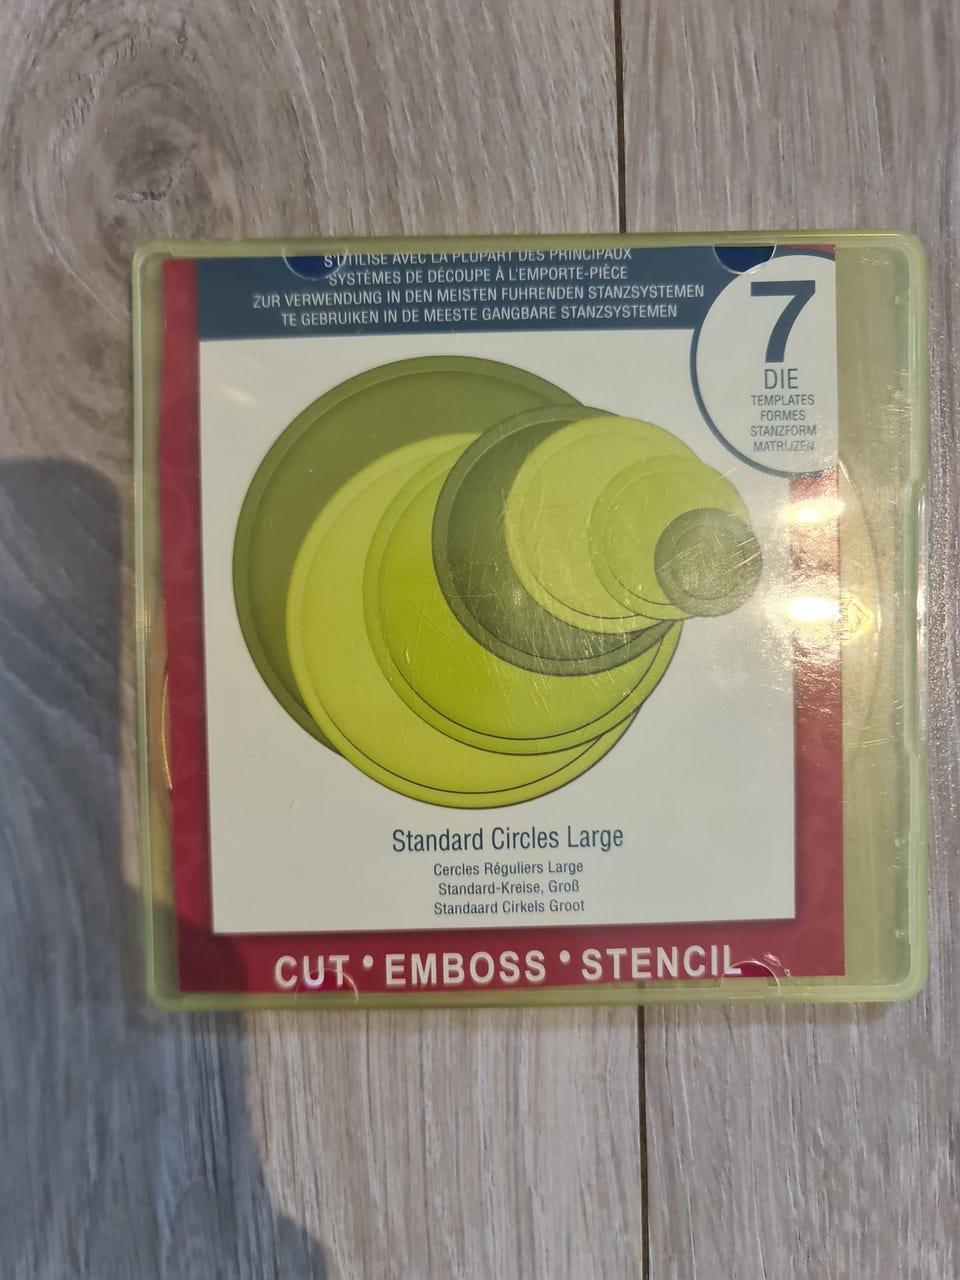 S'UTILISE AVEC LA PLUPART DES PRINCIPAUX
SYSTÈMES DE DÉCOUPE À L'EMPORTE-PIÈCE
ZUR VERWENDUNG IN DEN MEISTEN FUHRENDEN STANZSYSTEMEN
TE GEBRUIKEN IN DE MEESTE GANGBARE STANZSYSTEMEN
7
DIE
TEMPLATES
FORMES
STANZFORM
MATRIJZEN
Standard Circles Large
Cercles Réguliers Large
Standard-Kreise, Groß
Standaard Cirkels Groot
CUT • EMBOSS • STENCIL